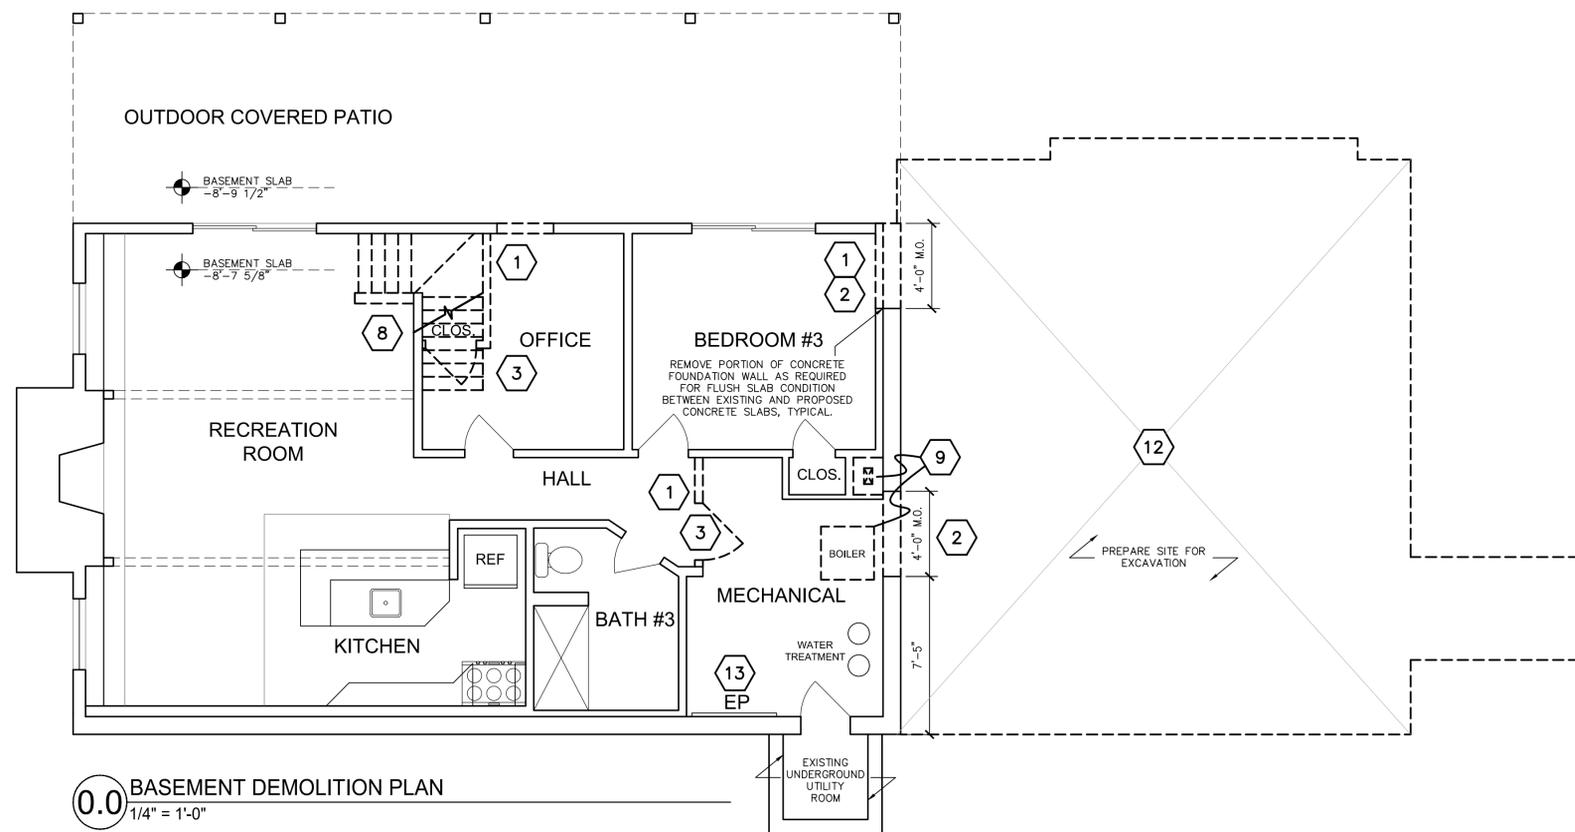 OUTDOOR COVERED PATIO
BASEMENT SLAB
-8'-9 1/2"
BASEMENT SLAB
-8'-7 5/8"
1
1
2
4'-0" M.O.
8
CLOS.
OFFICE
3
BEDROOM #3
REMOVE PORTION OF CONCRETE
FOUNDATION WALL AS REQUIRED
FOR FLUSH SLAB CONDITION
BETWEEN EXISTING AND PROPOSED
CONCRETE SLABS, TYPICAL.
RECREATION
ROOM
12
HALL
CLOS.
9
1
3
4'-0" M.O.
2
REF
BOILER
PREPARE SITE FOR
EXCAVATION
MECHANICAL
BATH #3
KITCHEN
WATER
TREATMENT
7'-5"
13
EP
EXISTING
UNDERGROUND
UTILITY
ROOM
0.0
BASEMENT DEMOLITION PLAN
1/4" = 1'-0"